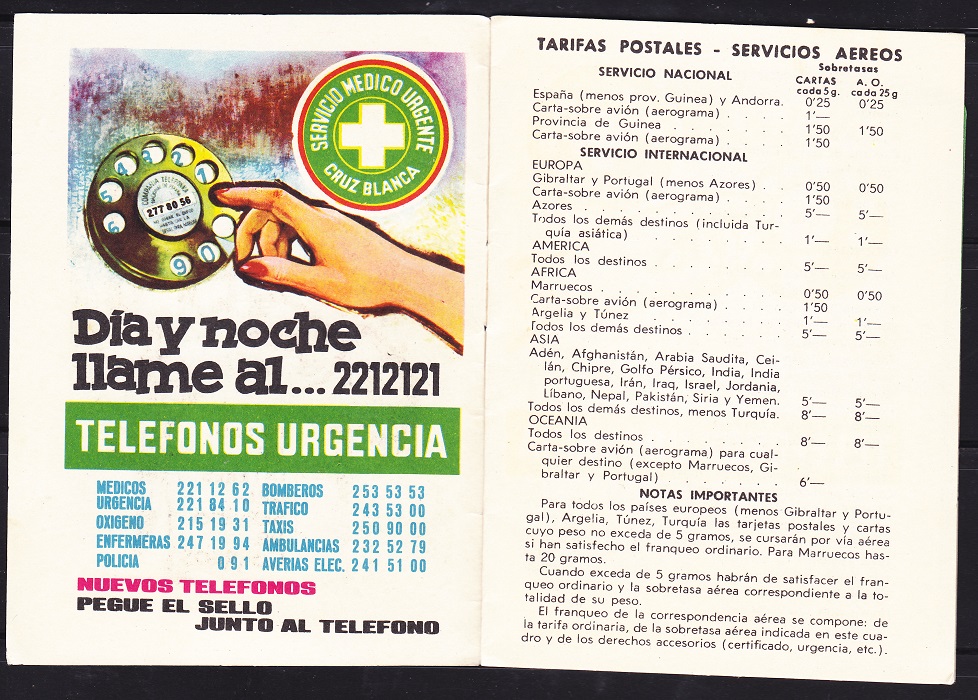 SERVICIO MEDICO URGENTE
CRUZ BLANCA
COMPAÑIA TELEFONICA
277 80 56
1
2
3
4
5
6
9
0
Día y noche
llame al... 2212121
TELEFONOS URGENCIA
MEDICOS 221 12 62 BOMBEROS 253 53 53
URGENCIA 221 84 10 TRAFICO 243 53 00
OXIGENO 215 19 31 TAXIS 250 90 00
ENFERMERAS 247 19 94 AMBULANCIAS 232 52 79
POLICIA 0 9 1 AVERIAS ELEC. 241 51 00
NUEVOS TELEFONOS
PEGUE EL SELLO
JUNTO AL TELEFONO
TARIFAS POSTALES - SERVICIOS AEREOS
Sobretasas
SERVICIO NACIONAL CARTAS A. O.
cada 5 g. cada 25 g
España (menos prov. Guinea) y Andorra. 0'25 0'25
Carta-sobre avión (aerograma) . . . . 1'—
Provincia de Guinea . . . . . . . 1'50 1'50
Carta-sobre avión (aerograma) . . . . 1'50
SERVICIO INTERNACIONAL
EUROPA
Gibraltar y Portugal (menos Azores) . . 0'50 0'50
Carta-sobre avión (aerograma) . . . . 1'50
Azores . . . . . . . . . . . 5'— 5'—
Todos los demás destinos (incluida Tur-
quía asiática) . . . . . . . . 1'— 1'—
AMERICA
Todos los destinos . . . . . . . . 5'— 5'—
AFRICA
Marruecos . . . . . . . . . . 0'50 0'50
Carta-sobre avión (aerograma) . . . . 1'50
Argelia y Túnez . . . . . . . . 1'— 1'—
Todos los demás destinos . . . . . . 5'— 5'—
ASIA
Adén, Afghanistán, Arabia Saudita, Cei-
lán, Chipre, Golfo Pérsico, India, India
portuguesa, Irán, Iraq, Israel, Jordania,
Líbano, Nepal, Pakistán, Siria y Yemen. 5'— 5'—
Todos los demás destinos, menos Turquía. 8'— 8'—
OCEANIA
Todos los destinos . . . . . . . . 8'— 8'—
Carta-sobre avión (aerograma) para cual-
quier destino (excepto Marruecos, Gi-
braltar y Portugal) . . . . . . . 6'—
NOTAS IMPORTANTES
Para todos los países europeos (menos Gibraltar y Portu-
gal), Argelia, Túnez, Turquía las tarjetas postales y cartas
cuyo peso no exceda de 5 gramos, se cursarán por vía aérea
si han satisfecho el franqueo ordinario. Para Marruecos has-
ta 20 gramos.
Cuando exceda de 5 gramos habrán de satisfacer el fran-
queo ordinario y la sobretasa aérea correspondiente a la to-
talidad de su peso.
El franqueo de la correspondencia aérea se compone: de
la tarifa ordinaria, de la sobretasa aérea indicada en este cua-
dro y de los derechos accesorios (certificado, urgencia, etc.).